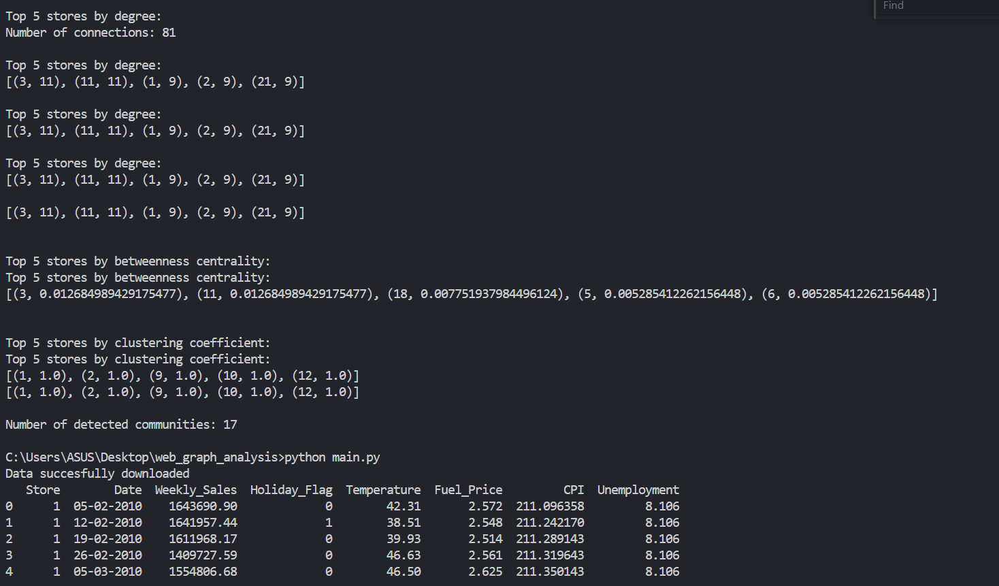 Find
Top 5 stores by degree:
Number of connections: 81
Top 5 stores by degree:
[(3, 11), (11, 11), (1, 9), (2, 9), (21, 9)]
Top 5 stores by degree:
[(3, 11), (11, 11), (1, 9), (2, 9), (21, 9)]
Top 5 stores by degree:
[(3, 11), (11, 11), (1, 9), (2, 9), (21, 9)]
[(3, 11), (11, 11), (1, 9), (2, 9), (21, 9)]
Top 5 stores by betweenness centrality:
Top 5 stores by betweenness centrality:
[(3, 0.012684989429175477), (11, 0.012684989429175477), (18, 0.007751937984496124), (5, 0.005285412262156448), (6, 0.005285412262156448)]
Top 5 stores by clustering coefficient:
Top 5 stores by clustering coefficient:
[(1, 1.0), (2, 1.0), (9, 1.0), (10, 1.0), (12, 1.0)]
[(1, 1.0), (2, 1.0), (9, 1.0), (10, 1.0), (12, 1.0)]
Number of detected communities: 17
C:\Users\ASUS\Desktop\web_graph_analysis>python main.py
Data succesfully downloaded
   Store        Date  Weekly_Sales  Holiday_Flag  Temperature  Fuel_Price         CPI  Unemployment
0      1  05-02-2010    1643690.90             0        42.31       2.572  211.096358         8.106
1      1  12-02-2010    1641957.44             1        38.51       2.548  211.242170         8.106
2      1  19-02-2010    1611968.17             0        39.93       2.514  211.289143         8.106
3      1  26-02-2010    1409727.59             0        46.63       2.561  211.319643         8.106
4      1  05-03-2010    1554806.68             0        46.50       2.625  211.350143         8.106